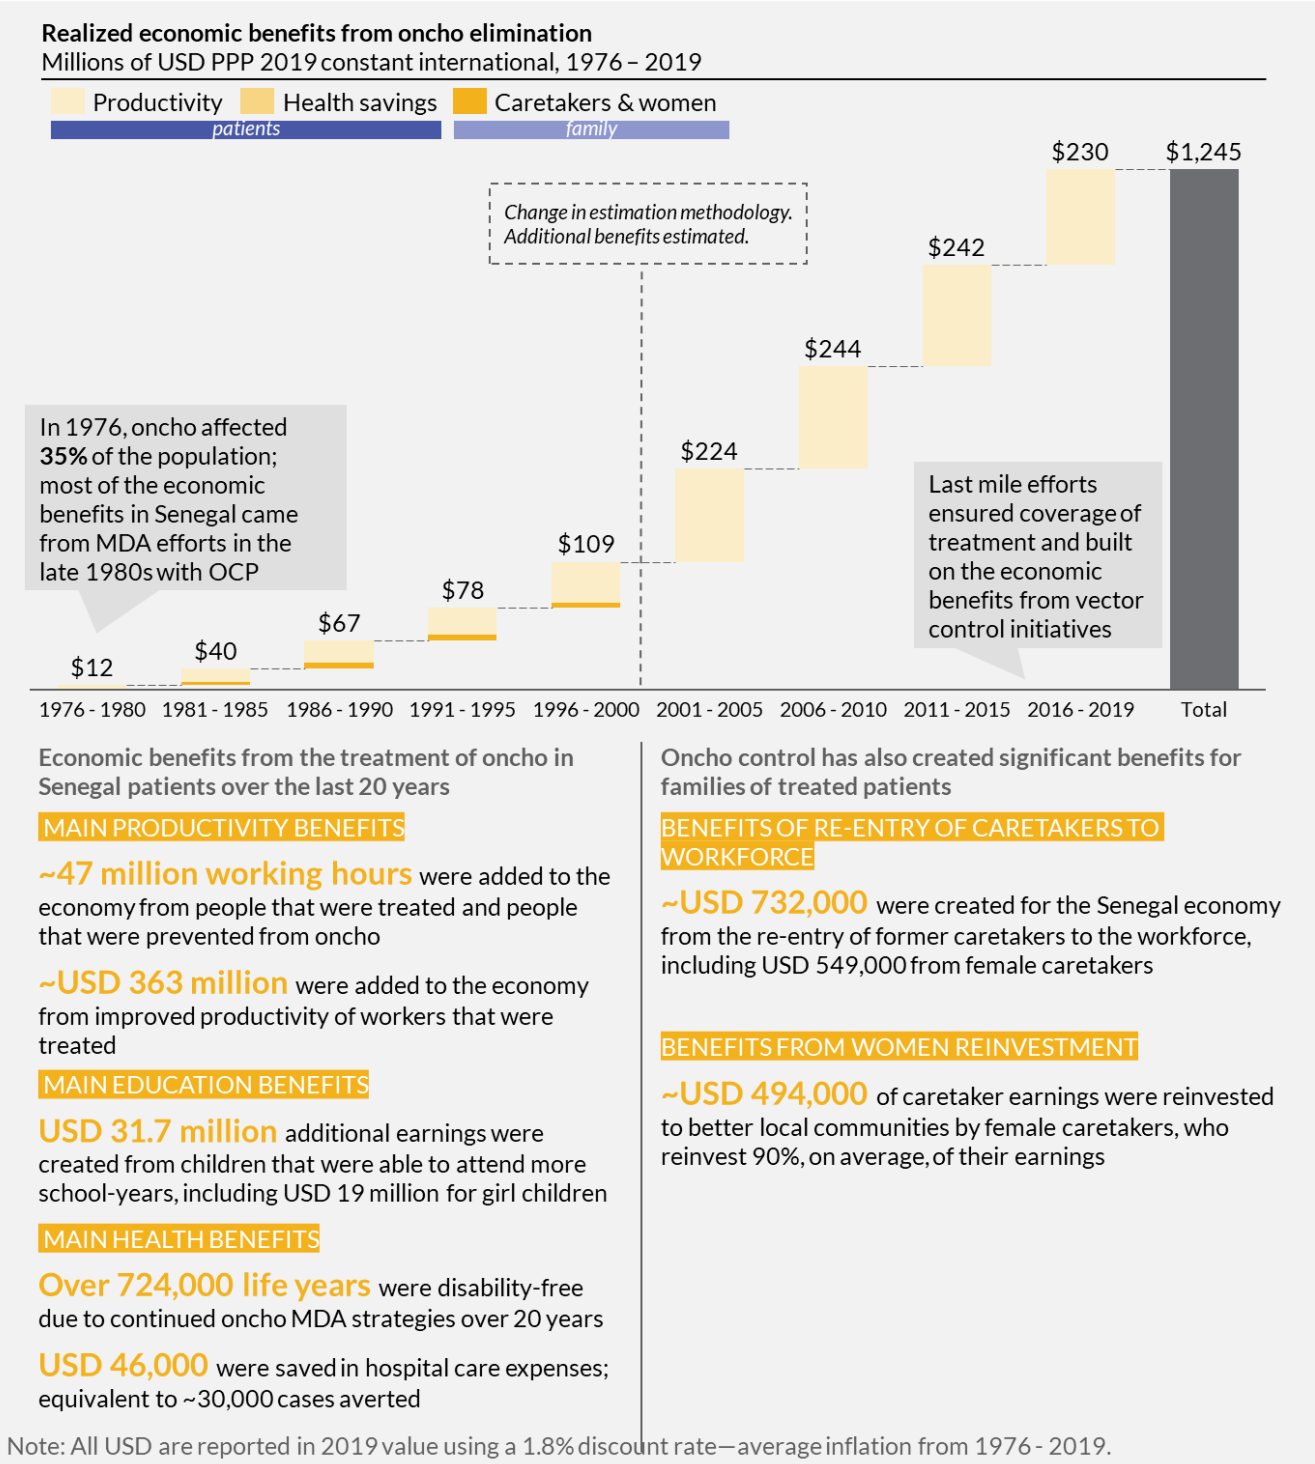 Realized economic benefits from oncho elimination
Millions of USD PPP 2019 constant international, 1976 – 2019
Productivity Health savings Caretakers & women
patients family
$230 $1,245
Change in estimation methodology.
Additional benefits estimated.
$242
$244
In 1976, oncho affected
35% of the population;
most of the economic
benefits in Senegal came
from MDA efforts in the
late 1980s with OCP
$224
Last mile efforts
ensured coverage of
treatment and built
on the economic
benefits from vector
control initiatives
$109
$78
$67
$40
$12
1976 - 1980 1981 - 1985 1986 - 1990 1991 - 1995 1996 - 2000 2001 - 2005 2006 - 2010 2011 - 2015 2016 - 2019 Total
Economic benefits from the treatment of oncho in
Senegal patients over the last 20 years
MAIN PRODUCTIVITY BENEFITS
~47 million working hours were added to the
economy from people that were treated and people
that were prevented from oncho
~USD 363 million were added to the economy
from improved productivity of workers that were
treated
MAIN EDUCATION BENEFITS
USD 31.7 million additional earnings were
created from children that were able to attend more
school-years, including USD 19 million for girl children
MAIN HEALTH BENEFITS
Over 724,000 life years were disability-free
due to continued oncho MDA strategies over 20 years
USD 46,000 were saved in hospital care expenses;
equivalent to ~30,000 cases averted
Oncho control has also created significant benefits for
families of treated patients
BENEFITS OF RE-ENTRY OF CARETAKERS TO
WORKFORCE
~USD 732,000 were created for the Senegal economy
from the re-entry of former caretakers to the workforce,
including USD 549,000 from female caretakers
BENEFITS FROM WOMEN REINVESTMENT
~USD 494,000 of caretaker earnings were reinvested
to better local communities by female caretakers, who
reinvest 90%, on average, of their earnings
Note: All USD are reported in 2019 value using a 1.8% discount rate—average inflation from 1976 - 2019.